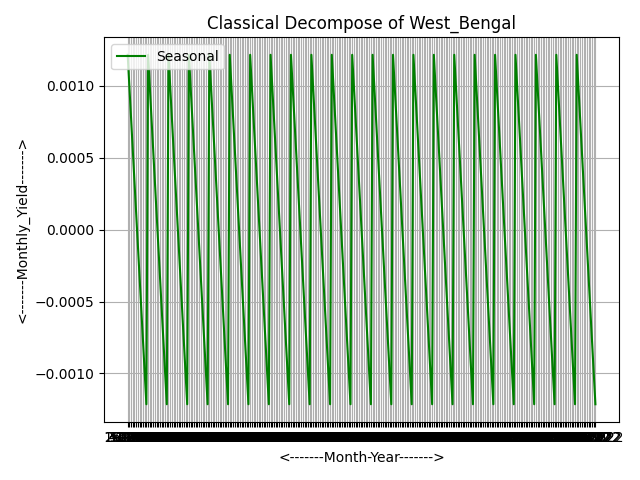 Classical Decompose of West_Bengal
Seasonal
0.0010
0.0005
0.0000
−0.0005
−0.0010
<------Monthly_Yield------->
<-------Month-Year------->